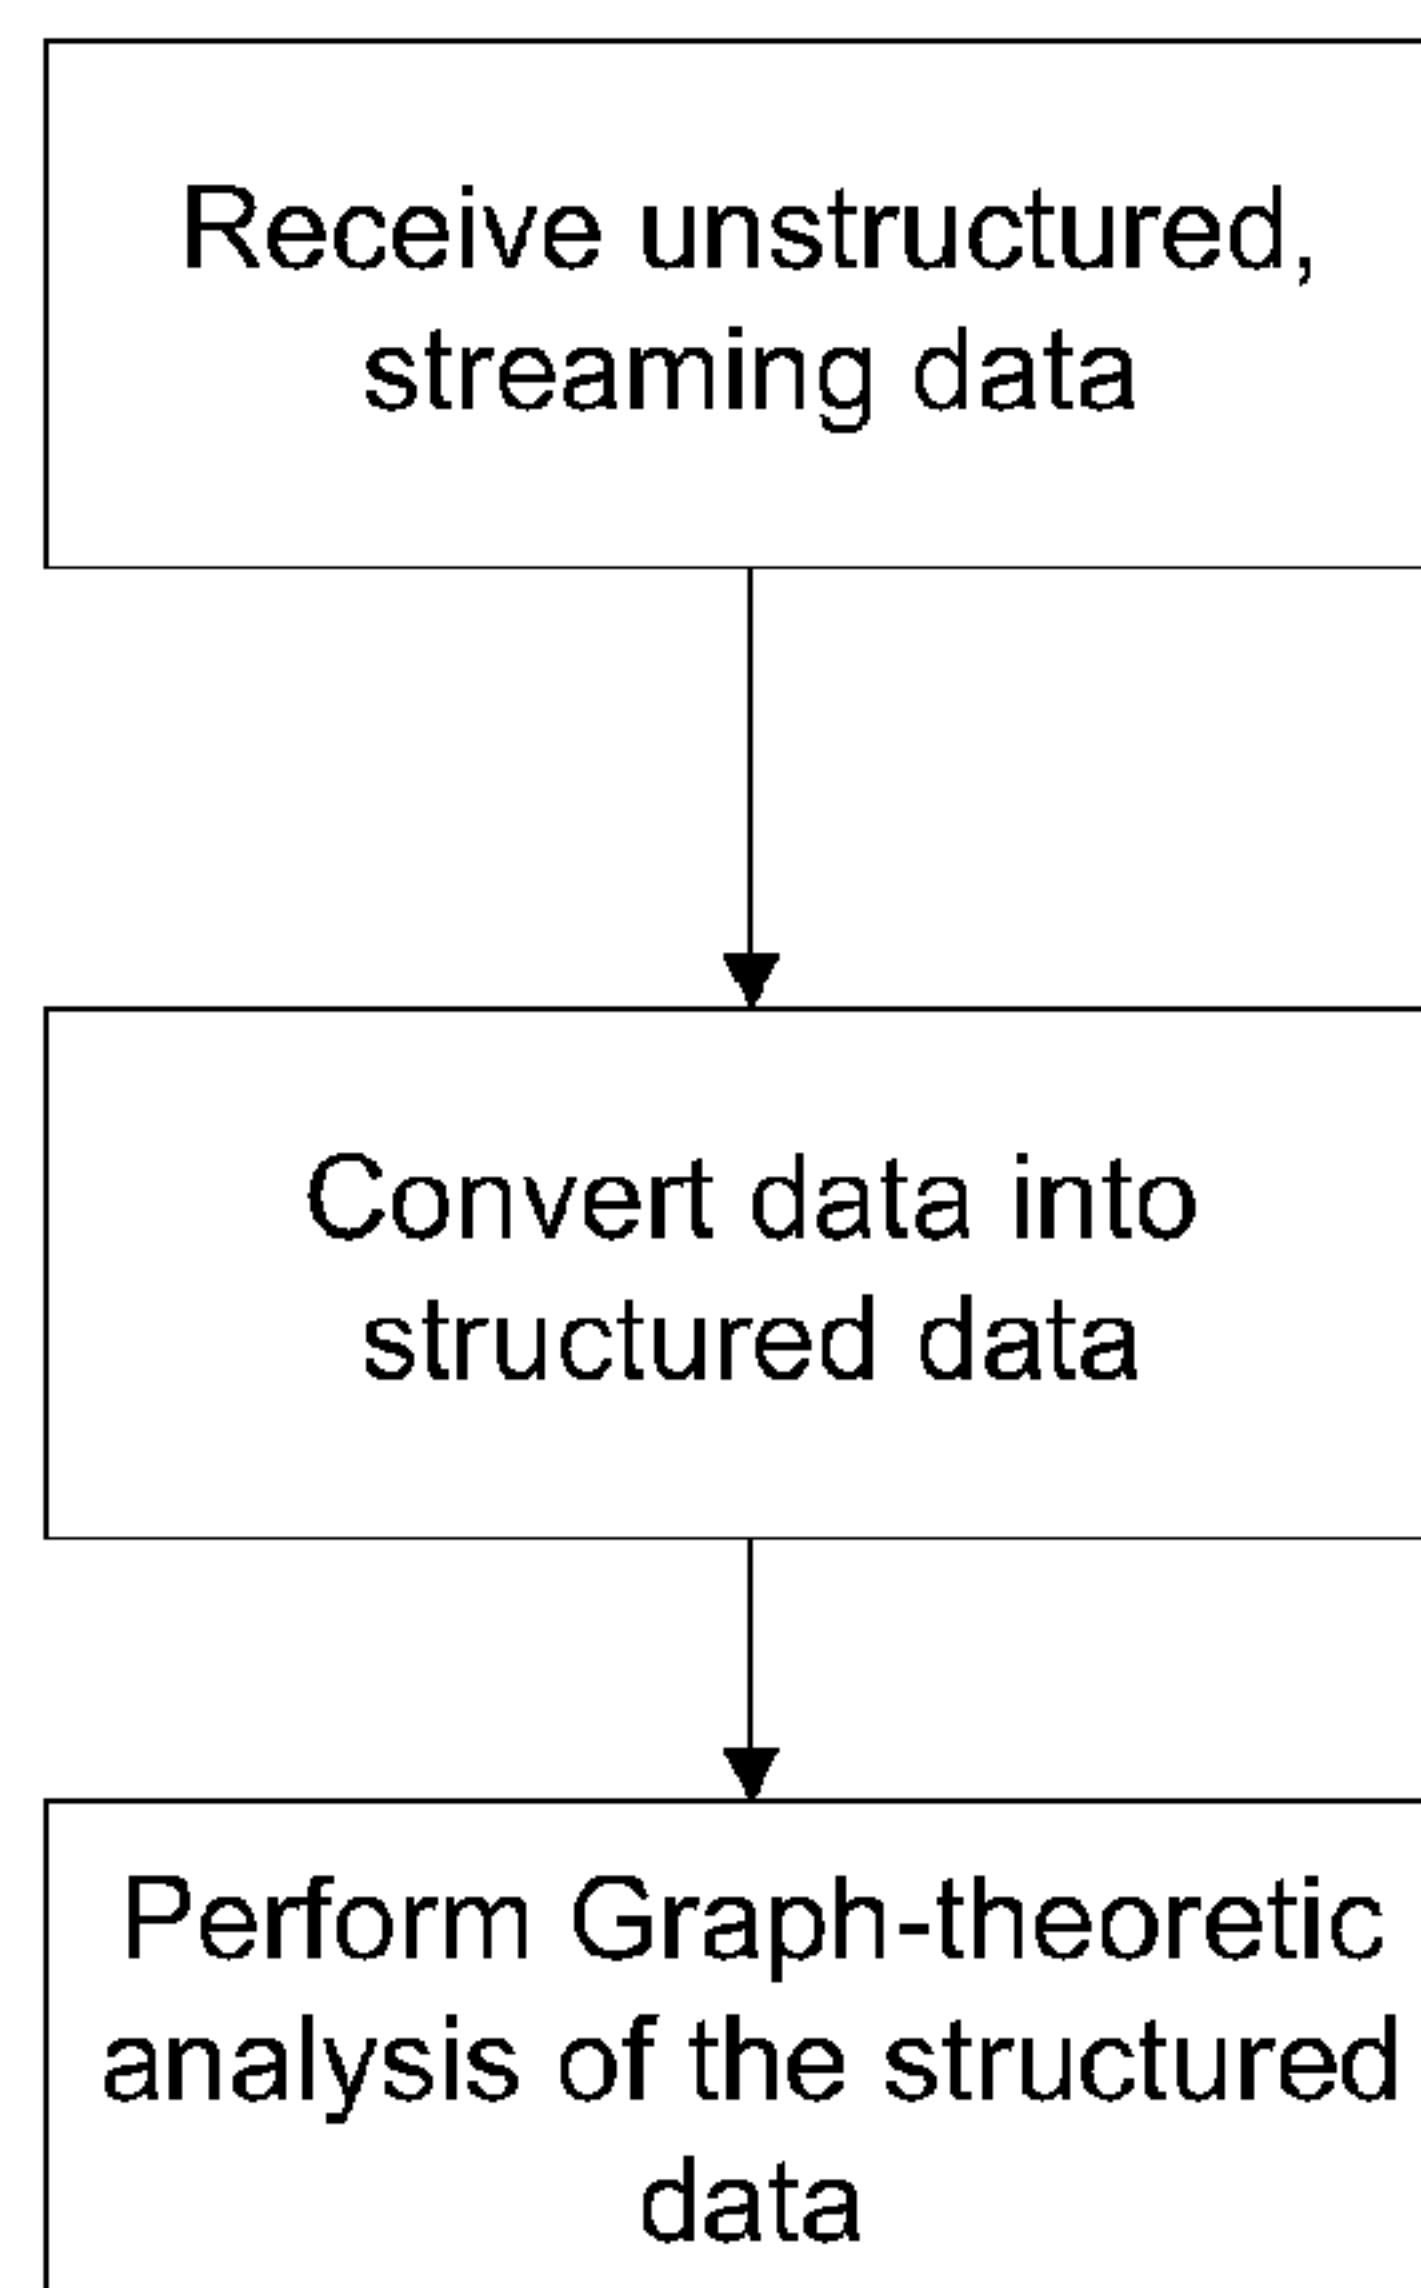 Receive unstructured,
streaming data
Convert data into
structured data
Perform Graph-theoretic
analysis of the structured
data